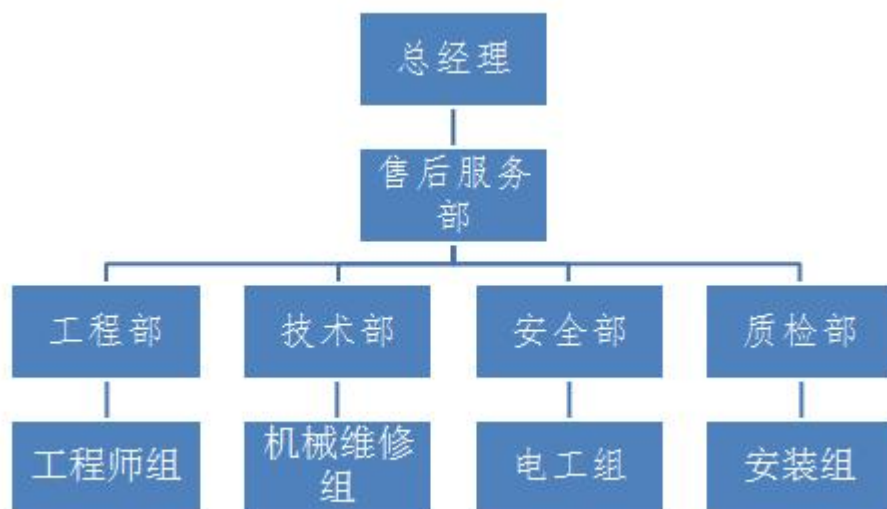 总经理
售后服务
部
工程部
技术部
安全部
质检部
工程师组
机械维修
组
电工组
安装组